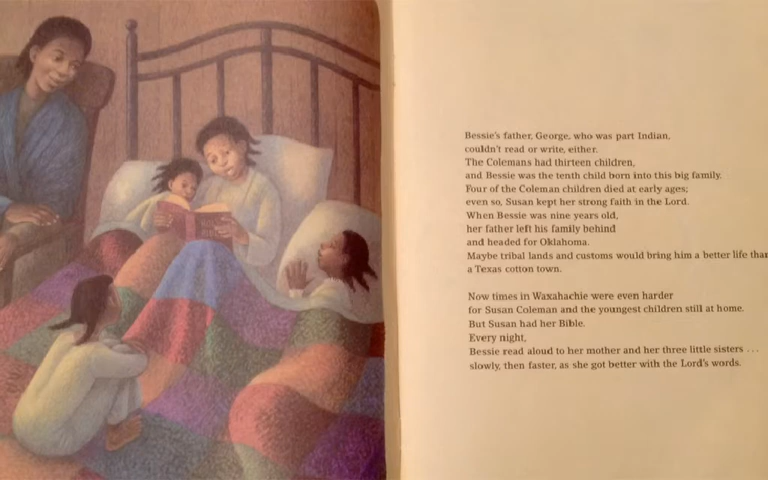 Bessie's father, George, who was part Indian,
couldn't read or write, either.
The Colemans had thirteen children,
and Bessie was the tenth child born into this big family.
Four of the Coleman children died at early ages;
even so, Susan kept her strong faith in the Lord.
When Bessie was nine years old,
her father left his family behind
and headed for Oklahoma.
Maybe tribal lands and customs would bring him a better life than
a Texas cotton town.
Now times in Waxahachie were even harder
for Susan Coleman and the youngest children still at home.
But Susan had her Bible.
Every night,
Bessie read aloud to her mother and her three little sisters . . .
slowly, then faster, as she got better with the Lord's words.